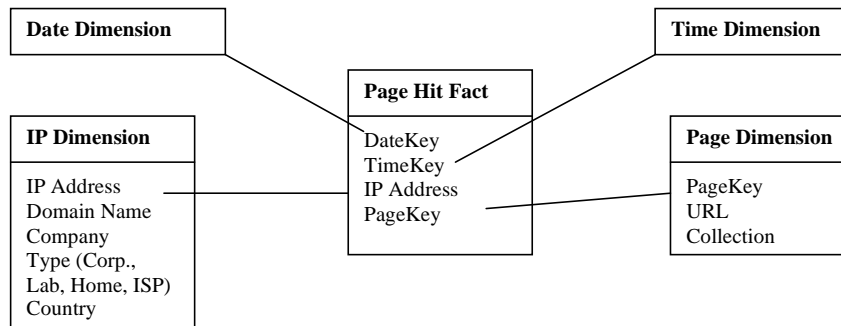 Date Dimension
Time Dimension
Page Hit Fact
DateKey
TimeKey
IP Address
PageKey
IP Dimension
IP Address
Domain Name
Company
Type (Corp.,
Lab, Home, ISP)
Country
Page Dimension
PageKey
URL
Collection